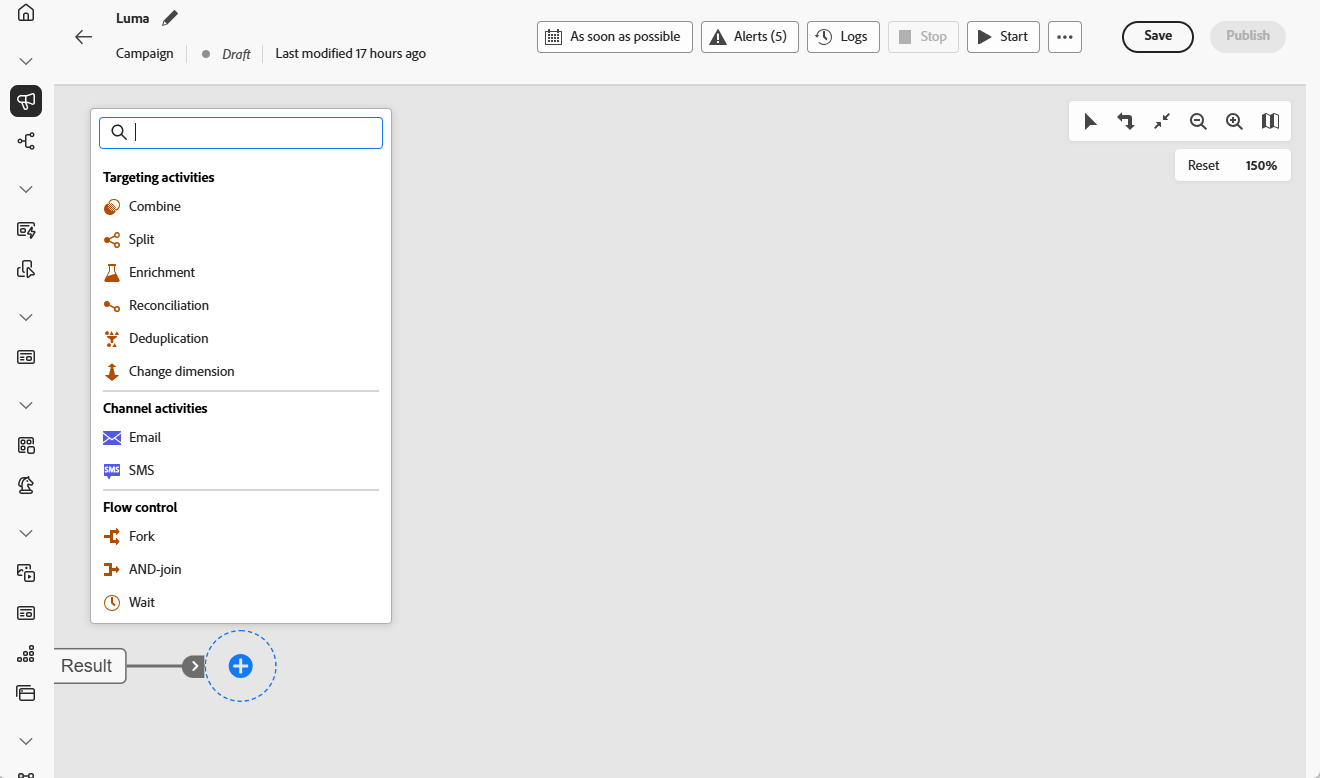 Luma
Campaign Draft Last modified 17 hours ago
As soon as possible Alerts (5) Logs Stop Start Save Publish
Reset 150%
Targeting activities
Combine
Split
Enrichment
Reconciliation
Deduplication
Change dimension
Channel activities
Email
SMS SMS
Flow control
Fork
AND-join
Wait
Result